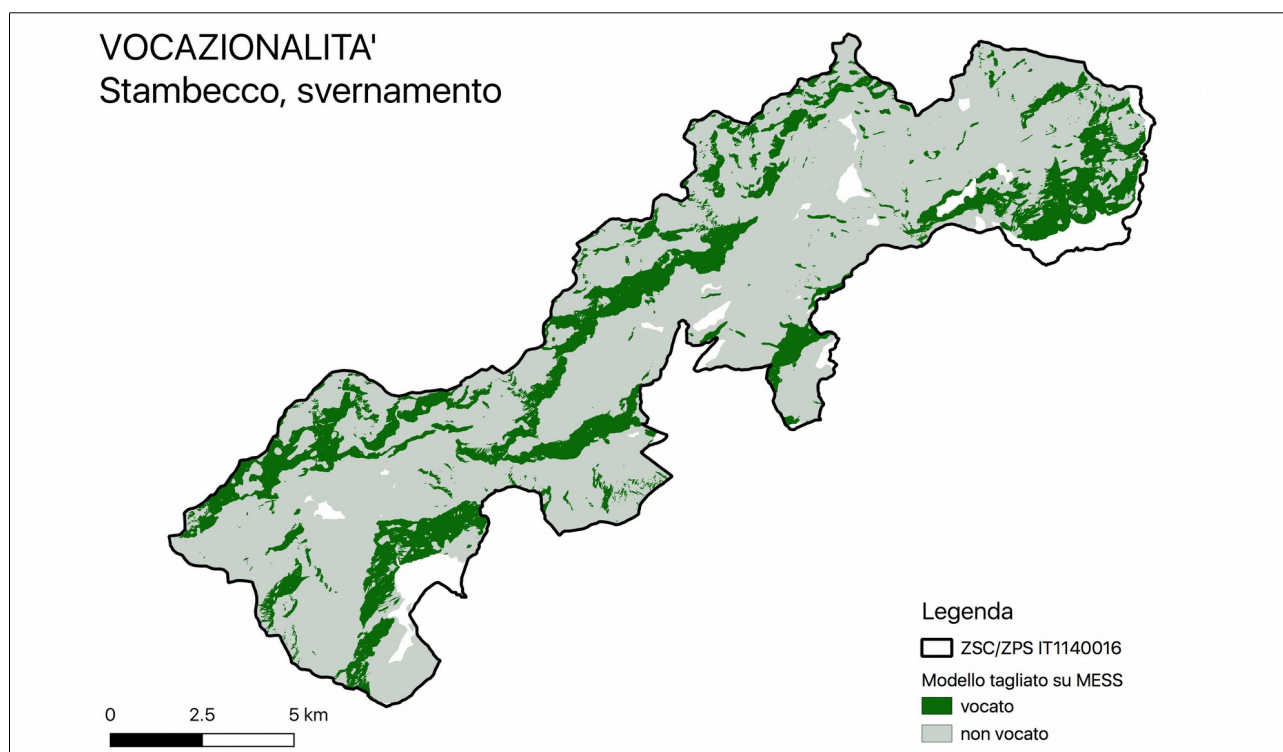 VOCAZIONALITA'
Stambecco, svernamento
Legenda
ZSC/ZPS IT1140016
Modello tagliato su MESS
vocato
non vocato
0 2.5 5 km